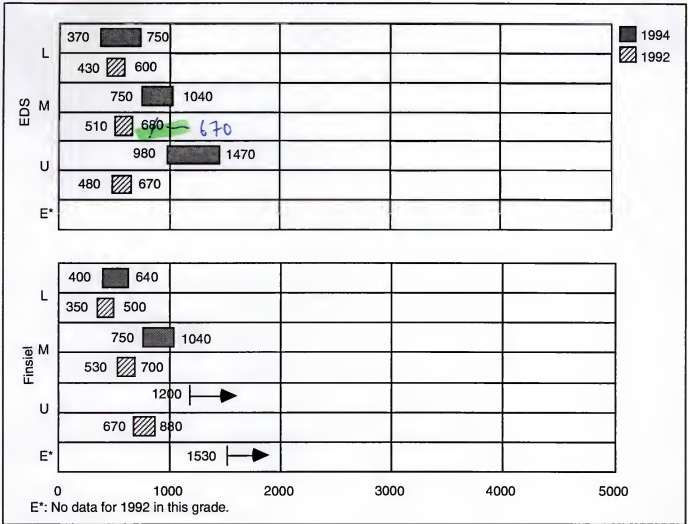 370 750
1994
L
1992
430 600
750 1040
EDS
M
510 680 670
980 1470
U
480 670
E*
400 640
L
350 500
750 1040
Finsiel
M
530 700
1200
U
670 880
E* 1530
0 1000 2000 3000 4000 5000
E*: No data for 1992 in this grade.